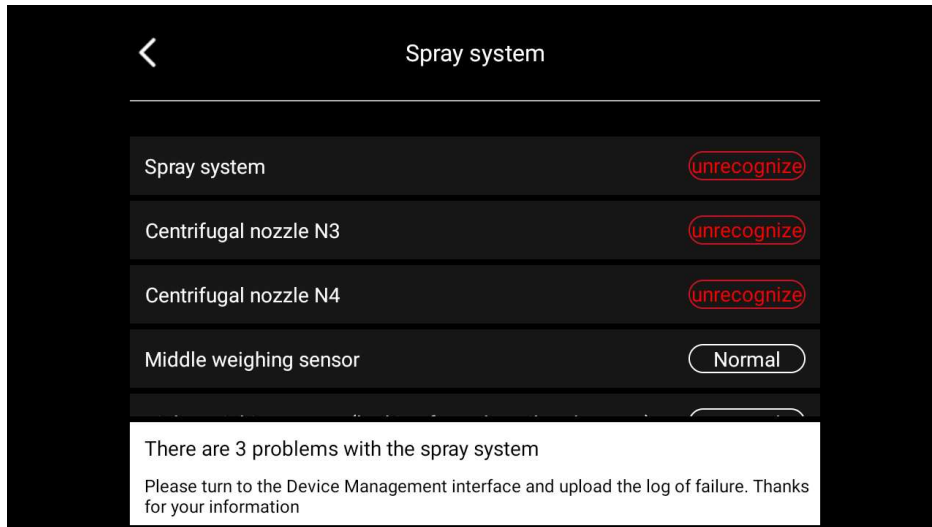 Spray system
Spray system unrecognize
Centrifugal nozzle N3 unrecognize
Centrifugal nozzle N4 unrecognize
Middle weighing sensor Normal
There are 3 problems with the spray system
Please turn to the Device Management interface and upload the log of failure. Thanks
for your information